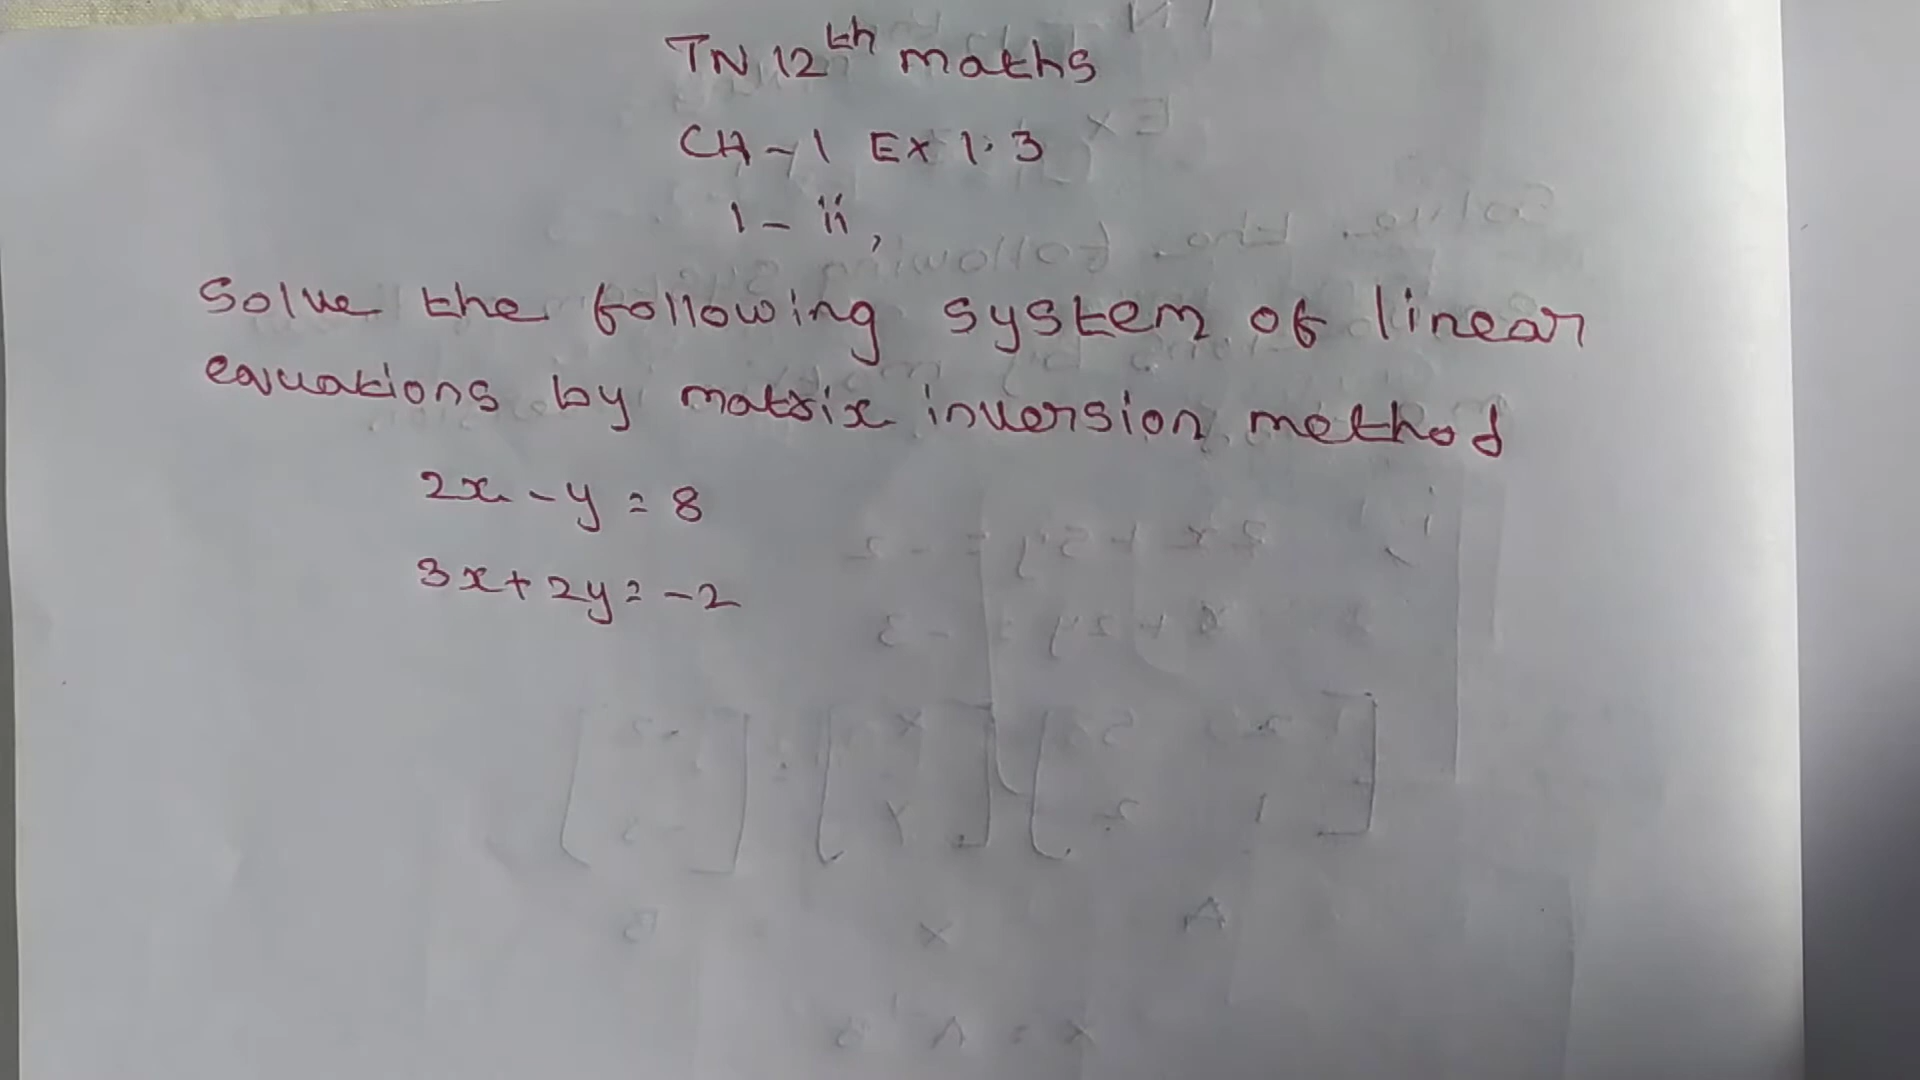 TN 12th maths
CH-1 Ex 1.3
1-ii,
Solve the following system of linear
equations by matrix inversion method
2x-y=8
3x+2y=-2